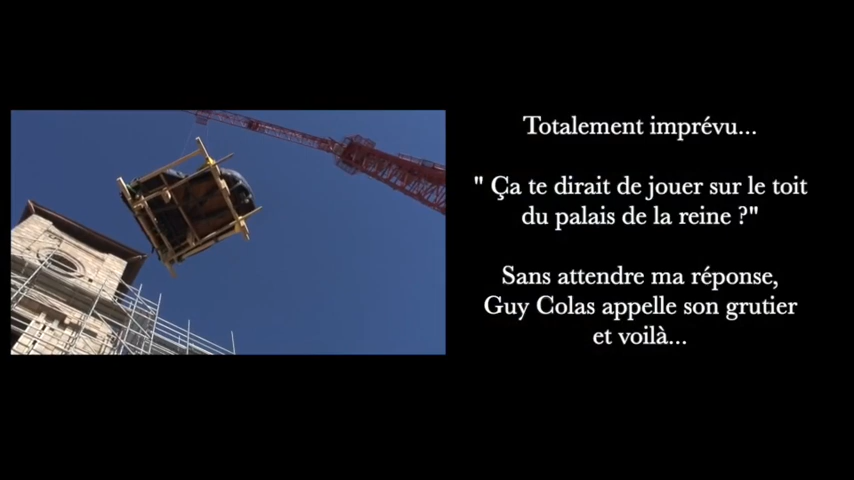 Totalement imprévu...
" Ça te dirait de jouer sur le toit
du palais de la reine ?"
Sans attendre ma réponse,
Guy Colas appelle son grutier
et voilà...